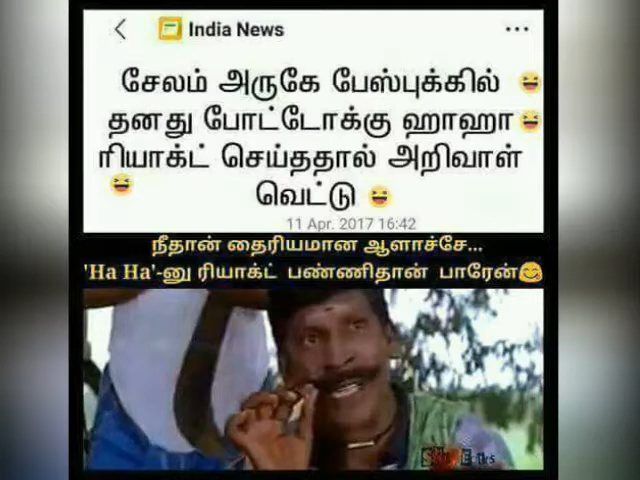 India News
சேலம் அருகே பேஸ்புக்கில் 😆
தனது போட்டோக்கு ஹாஹா😆
ரியாக்ட் செய்ததால் அறிவாள்
😆 வெட்டு 😆
11 Apr. 2017 16:42
நீதான் தைரியமான ஆளாச்சே...
'Ha Ha'-னு ரியாக்ட் பண்ணிதான் பாரேன்🤗